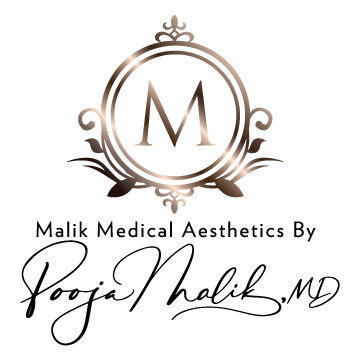 M
Malik Medical Aesthetics By
Pooja Malik, MD